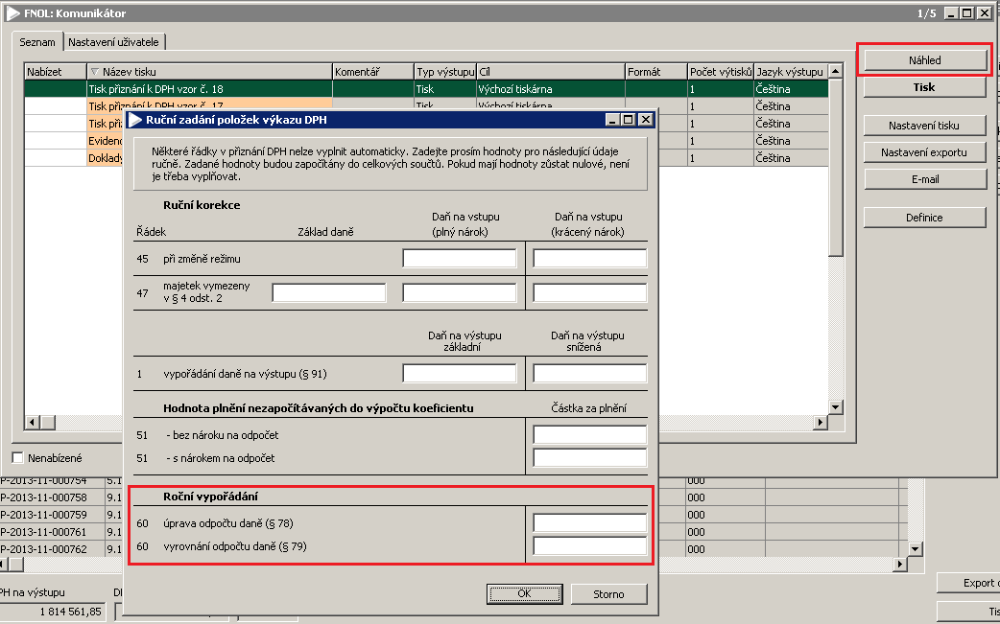 FNOL: Komunikátor 1/5
Seznam Nastavení uživatele
Nabízet Název tisku Komentář Typ výstupu Cíl Formát Počet výtisků Jazyk výstupu
Tisk přiznání k DPH vzor č. 18 Tisk Výchozí tiskárna 1 Čeština
Tisk přiznání k DPH vzor č. 17 Tisk Výchozí tiskárna 1 Čeština
Tisk 1 Čeština
1 Čeština
Doklady 1 Čeština
Náhled
Tisk
Nastavení tisku
Nastavení exportu
E-mail
Definice
Ruční zadání položek výkazu DPH
Některé řádky v přiznání DPH nelze vyplnit automaticky. Zadejte prosím hodnoty pro následující údaje
ručně. Zadané hodnoty budou započítány do celkových součtů. Pokud mají hodnoty zůstat nulové, není
je třeba vyplňovat.
Ruční korekce
Řádek Základ daně Daň na vstupu (plný nárok) Daň na vstupu (krácený nárok)
45 při změně režimu
47 majetek vymezeny
v § 4 odst. 2
Daň na výstupu základní Daň na výstupu snížená
1 vypořádání daně na výstupu (§ 91)
Hodnota plnění nezapočítávaných do výpočtu koeficientu Částka za plnění
51 - bez nároku na odpočet
51 - s nárokem na odpočet
Roční vypořádání
60 úprava odpočtu daně (§ 78)
60 vyrovnání odpočtu daně (§ 79)
OK Storno
Nenabízené
P-2013-11-000754 5.1 000
P-2013-11-000758 9.1 000
P-2013-11-000759 9.1 000
P-2013-11-000761 9.1 000
P-2013-11-000762 9.1 000
PH na výstupu
1 814 561,85
Export
Tis